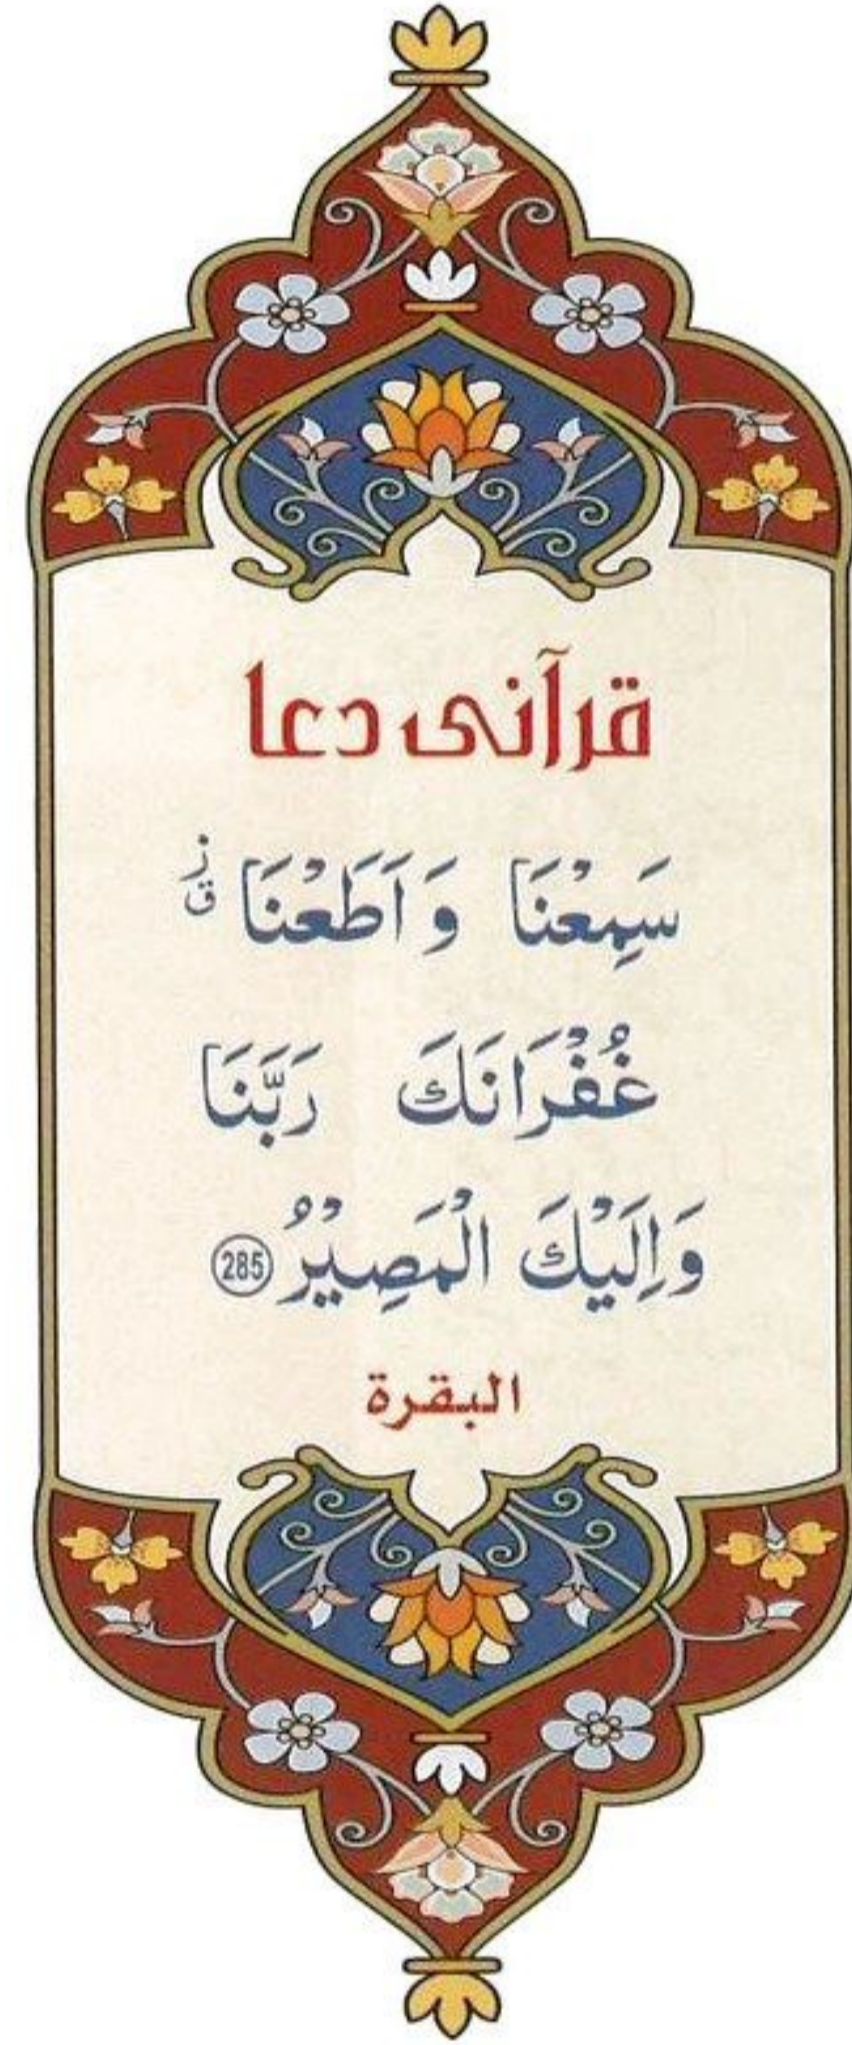 قرآنی دعا
سَمِعْنَا وَاَطَعْنَا ق ز
غُفْرَانَكَ رَبَّنَا
وَاِلَيْكَ الْمَصِيْرُ 285
البقرة